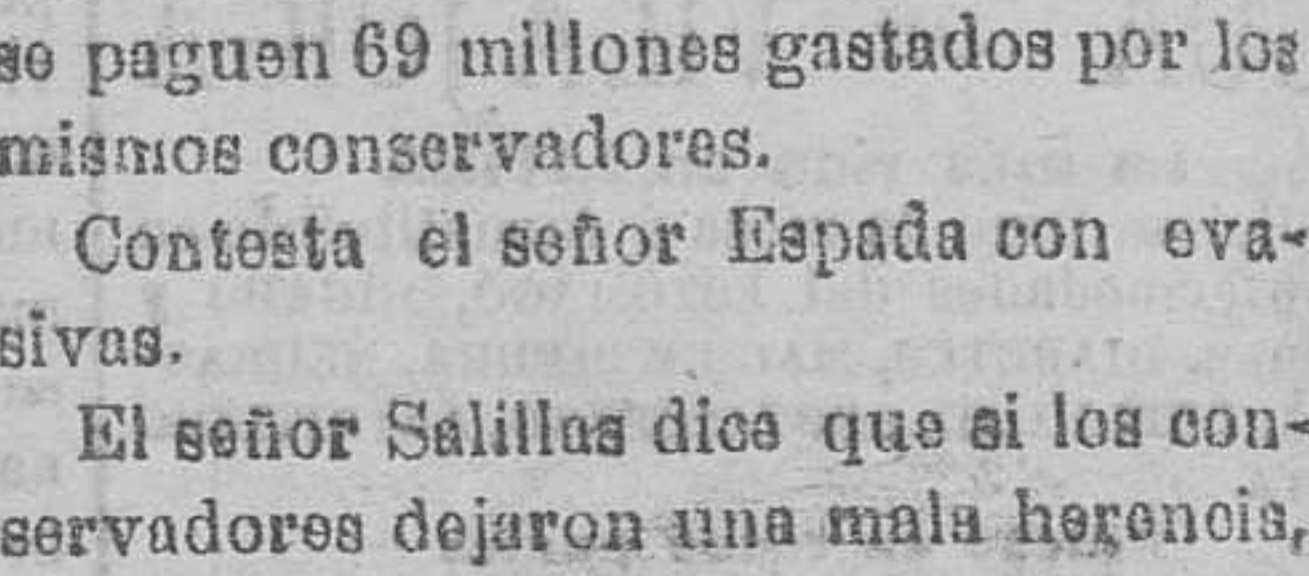 se paguen 69 millones gastados por los
mismos conservadores.
Contesta el señor Espada con eva-
sivas.
El señor Salillas dice que si los con-
servadores dejaron una mala herencia,